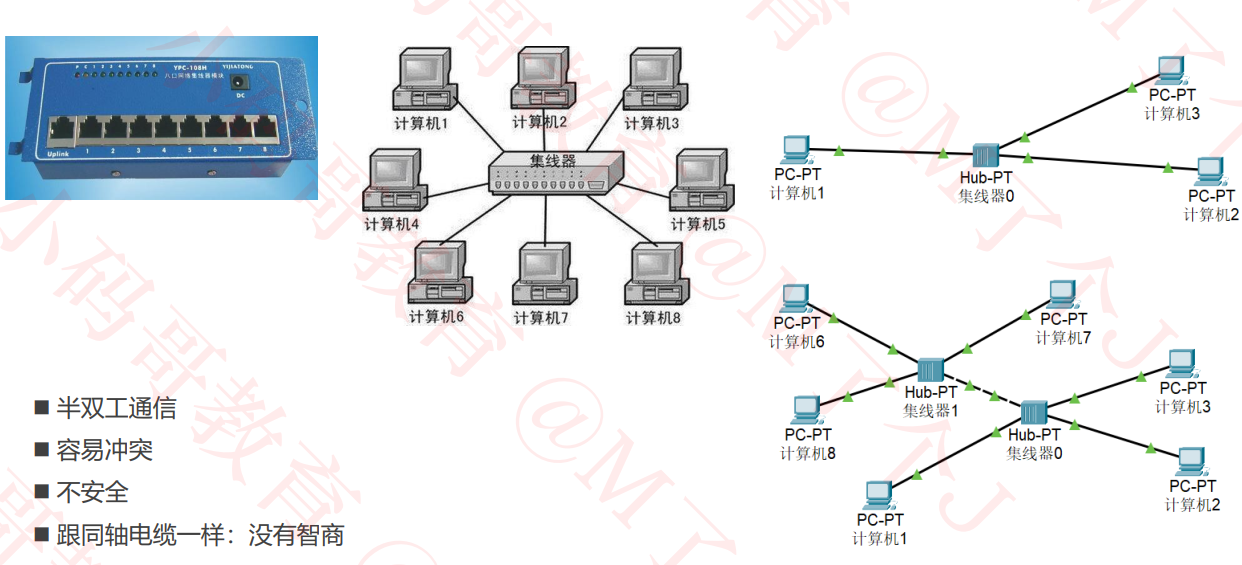 YPC-108H
YIJIATONG
P C 1 2 3 4 5 6 7 8
八口网络集线器模块
DC
Uplink 1 2 3 4 5 6 7 8
计算机1
计算机2
计算机3
集线器
计算机4
计算机5
计算机6
计算机7
计算机8
PC-PT
计算机3
PC-PT
计算机1
Hub-PT
集线器0
PC-PT
计算机2
PC-PT
计算机6
PC-PT
计算机7
Hub-PT
集线器1
PC-PT
计算机3
PC-PT
计算机8
Hub-PT
集线器0
PC-PT
计算机2
PC-PT
计算机1
■ 半双工通信
■ 容易冲突
■ 不安全
■ 跟同轴电缆一样：没有智商
小码哥教育 @M了个J